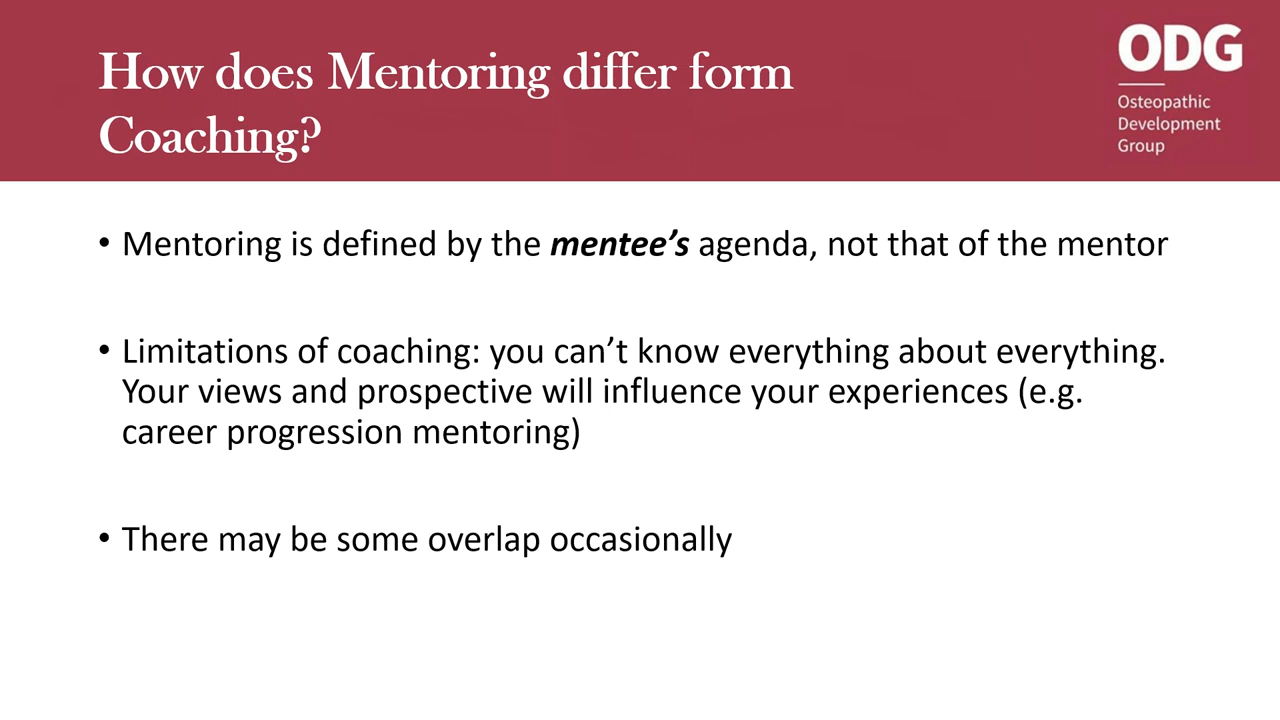 How does Mentoring differ form
Coaching?
ODG
Osteopathic
Development
Group
• Mentoring is defined by the mentee’s agenda, not that of the mentor
• Limitations of coaching: you can’t know everything about everything.
Your views and prospective will influence your experiences (e.g.
career progression mentoring)
• There may be some overlap occasionally